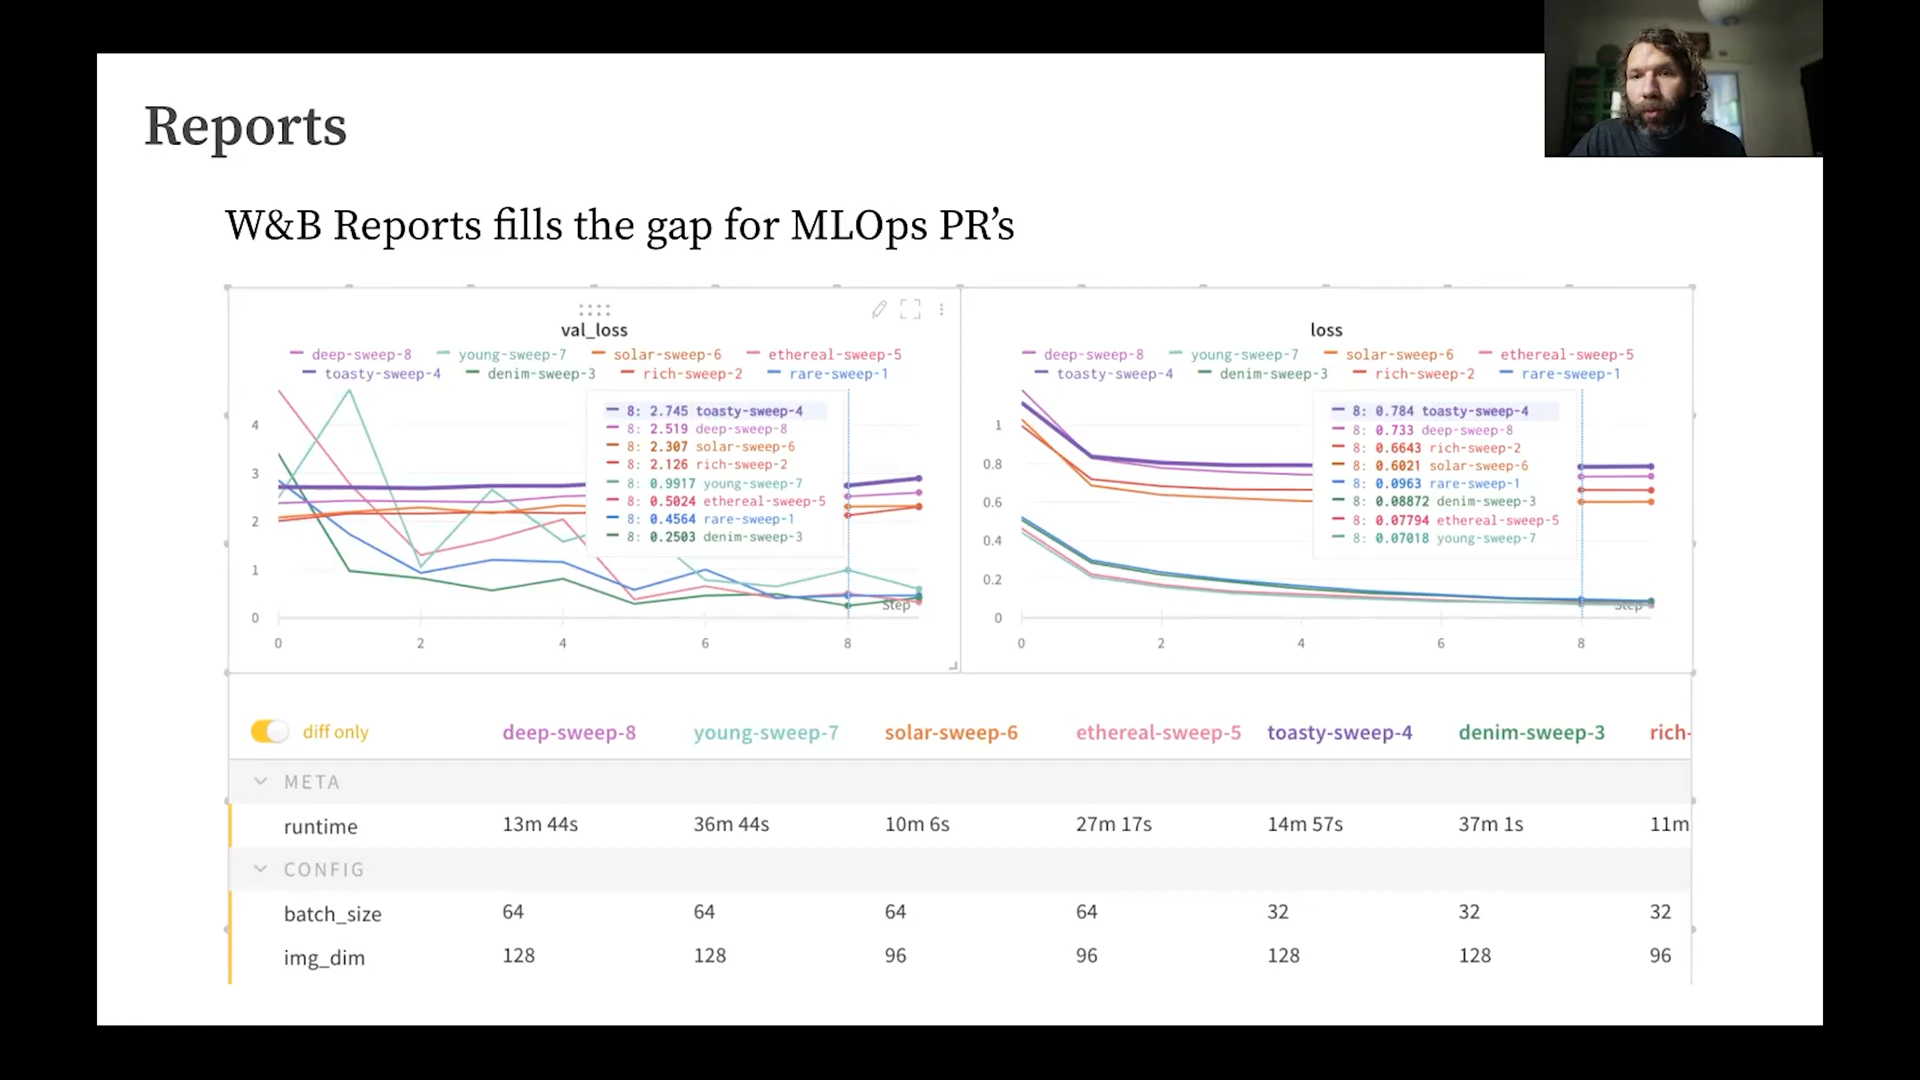 Reports
W&B Reports fills the gap for MLOps PR's
val_loss
deep-sweep-8 young-sweep-7 solar-sweep-6 ethereal-sweep-5
toasty-sweep-4 denim-sweep-3 rich-sweep-2 rare-sweep-1
8: 2.745 toasty-sweep-4
8: 2.519 deep-sweep-8
8: 2.307 solar-sweep-6
8: 2.126 rich-sweep-2
8: 0.9917 young-sweep-7
8: 0.5024 ethereal-sweep-5
8: 0.4564 rare-sweep-1
8: 0.2503 denim-sweep-3
4
3
2
1
0
Step
0 2 4 6 8
loss
deep-sweep-8 young-sweep-7 solar-sweep-6 ethereal-sweep-5
toasty-sweep-4 denim-sweep-3 rich-sweep-2 rare-sweep-1
8: 0.784 toasty-sweep-4
8: 0.733 deep-sweep-8
8: 0.6643 rich-sweep-2
8: 0.6021 solar-sweep-6
8: 0.0963 rare-sweep-1
8: 0.08872 denim-sweep-3
8: 0.07794 ethereal-sweep-5
8: 0.07018 young-sweep-7
1
0.8
0.6
0.4
0.2
0
Step
0 2 4 6 8
diff only deep-sweep-8 young-sweep-7 solar-sweep-6 ethereal-sweep-5 toasty-sweep-4 denim-sweep-3 rich-
META
runtime 13m 44s 36m 44s 10m 6s 27m 17s 14m 57s 37m 1s 11m
CONFIG
batch_size 64 64 64 64 32 32 32
img_dim 128 128 96 96 128 128 96